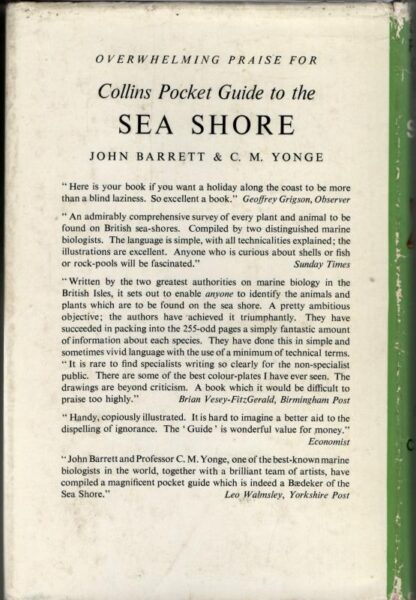 OVERWHELMING PRAISE FOR
Collins Pocket Guide to the
SEA SHORE
JOHN BARRETT & C. M. YONGE
“ Here is your book if you want a holiday along the coast to be more
than a blind laziness. So excellent a book.” Geoffrey Grigson, Observer
“ An admirably comprehensive survey of every plant and animal to be
found on British sea-shores. Compiled by two distinguished marine
biologists. The language is simple, with all technicalities explained; the
illustrations are excellent. Anyone who is curious about shells or fish
or rock-pools will be fascinated.” Sunday Times
“ Written by the two greatest authorities on marine biology in the
British Isles, it sets out to enable anyone to identify the animals and
plants which are to be found on the sea shore. A pretty ambitious
objective; the authors have achieved it triumphantly. They have
succeeded in packing into the 255-odd pages a simply fantastic amount
of information about each species. They have done this in simple and
sometimes vivid language with the use of a minimum of technical terms.
“ It is rare to find specialists writing so clearly for the non-specialist
public. There are some of the best colour-plates I have ever seen. The
drawings are beyond criticism. A book which it would be difficult to
praise too highly.” Brian Vesey-FitzGerald, Birmingham Post
“ Handy, copiously illustrated. It is hard to imagine a better aid to the
dispelling of ignorance. The ‘ Guide ’ is wonderful value for money.”
Economist
“ John Barrett and Professor C. M. Yonge, one of the best-known marine
biologists in the world, together with a brilliant team of artists, have
compiled a magnificent pocket guide which is indeed a Bædeker of the
Sea Shore.” Leo Walmsley, Yorkshire Post